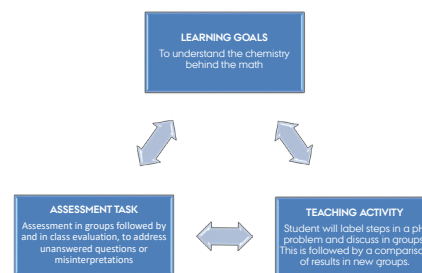 LEARNING GOALS
To understand the chemistry
behind the math
ASSESSMENT TASK
Assessment in groups followed by
and in class evaluation, to address
unanswered questions or
misinterpretations
TEACHING ACTIVITY
Student will label steps in a pH
problem and discuss in groups
This is followed by a comparison
of results in new groups.